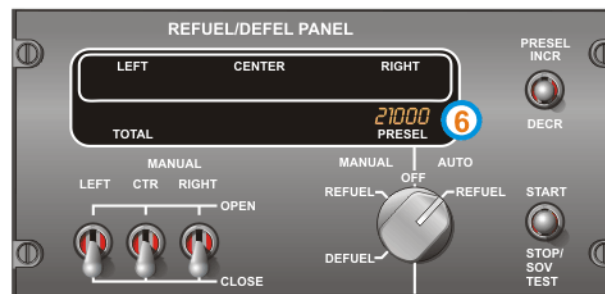 REFUEL/DEFEL PANEL
LEFT CENTER RIGHT
21000 6
TOTAL PRESEL
PRESEL
INCR
DECR
MANUAL
LEFT CTR RIGHT
OPEN
CLOSE
MANUAL AUTO
OFF
REFUEL REFUEL
DEFUEL
START
STOP/
SOV
TEST